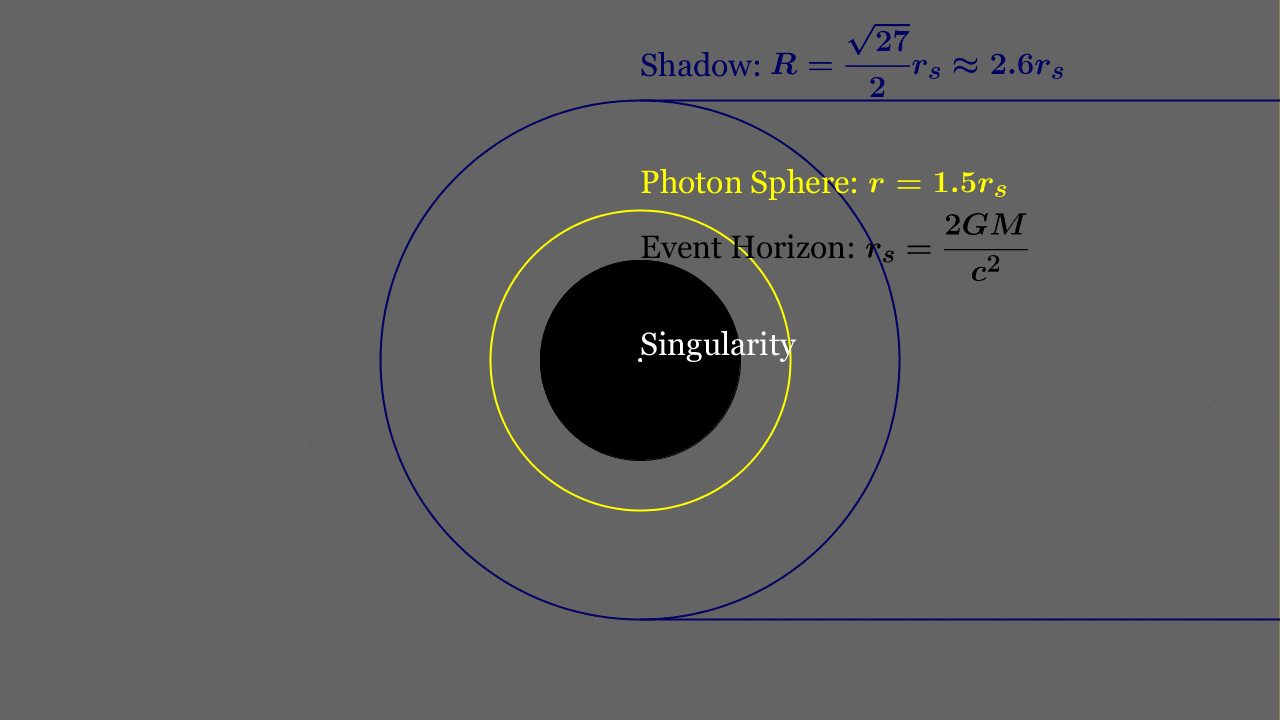 Shadow: R = √27/2 r_s ≈ 2.6r_s
Photon Sphere: r = 1.5r_s
Event Horizon: r_s = 2GM/c²
Singularity